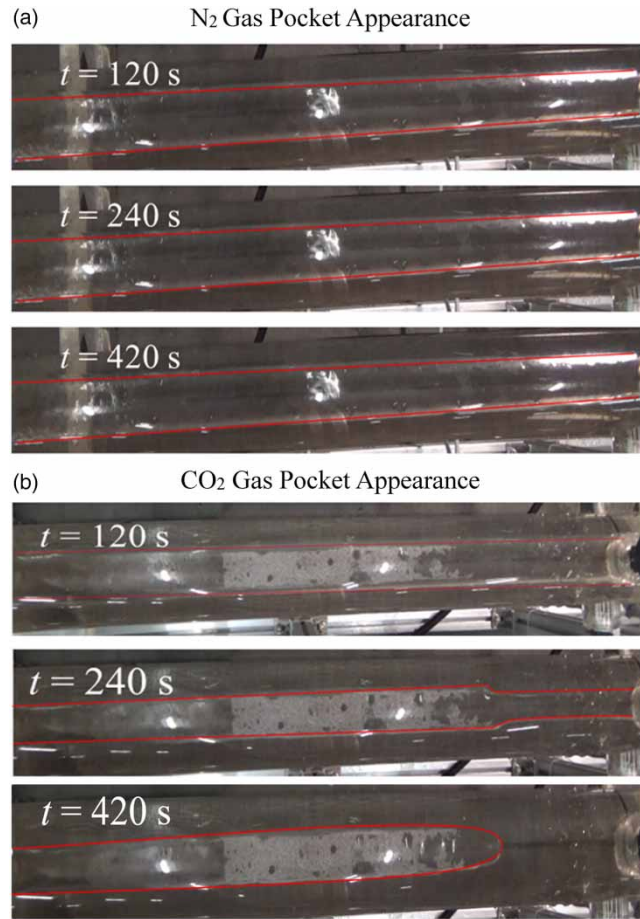 (a) N₂ Gas Pocket Appearance
t = 120 s
t = 240 s
t = 420 s
(b) CO₂ Gas Pocket Appearance
t = 120 s
t = 240 s
t = 420 s